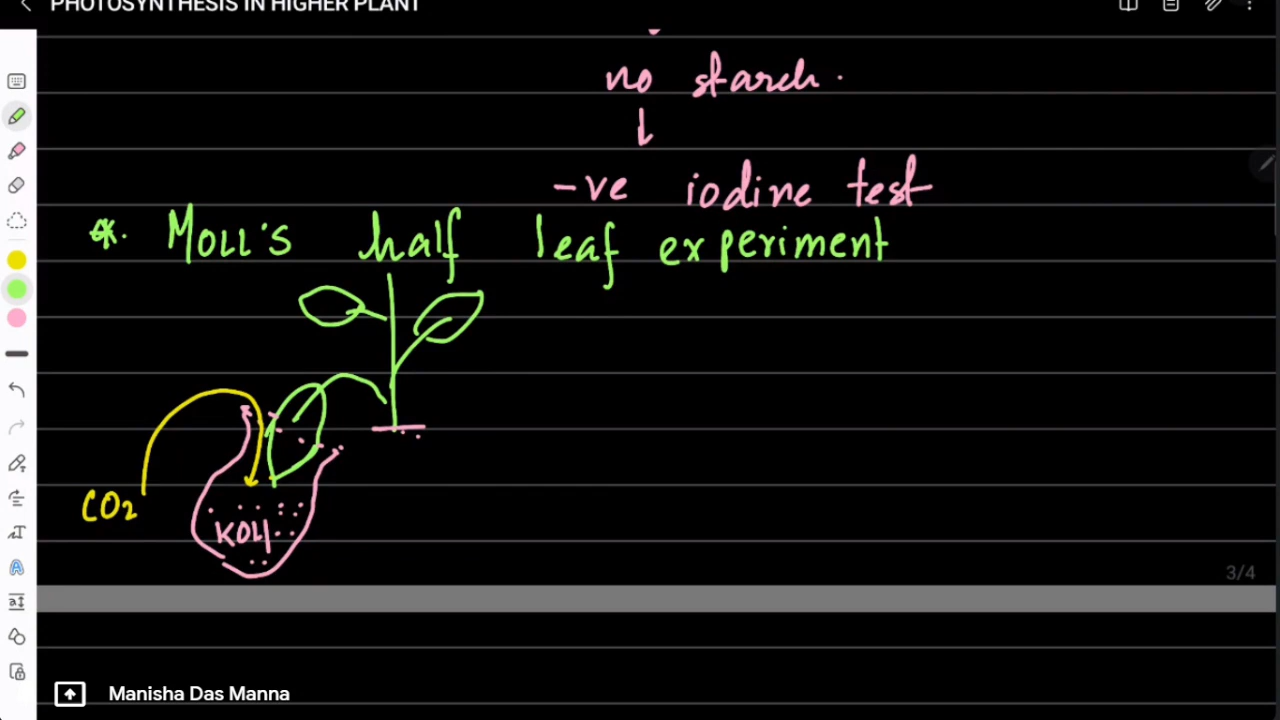 PHOTOSYNTHESIS IN HIGHER PLANT
no starch.
-ve iodine test
*. MOLL'S half leaf experiment
CO2
KOH
3/4
Manisha Das Manna